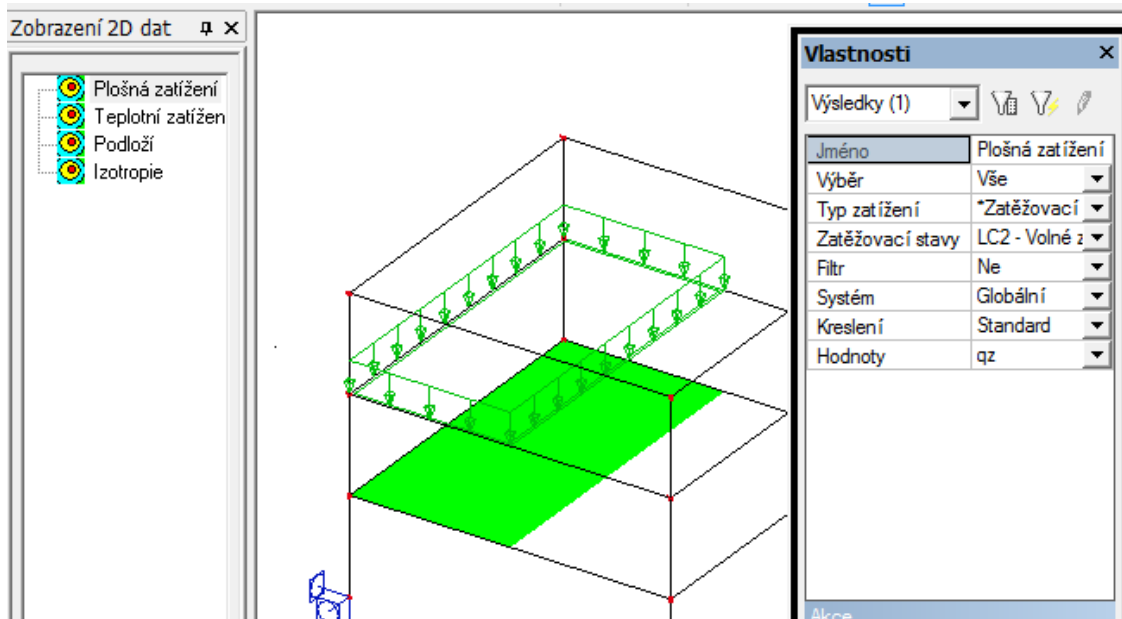 Zobrazení 2D dat
Plošná zatížení
Teplotní zatížen
Podloží
Izotropie
Vlastnosti
Výsledky (1)
Jméno Plošná zatížení
Výběr Vše
Typ zatížení *Zatěžovací
Zatěžovací stavy LC2 - Volné z
Filtr Ne
Systém Globální
Kreslení Standard
Hodnoty qz
Akce